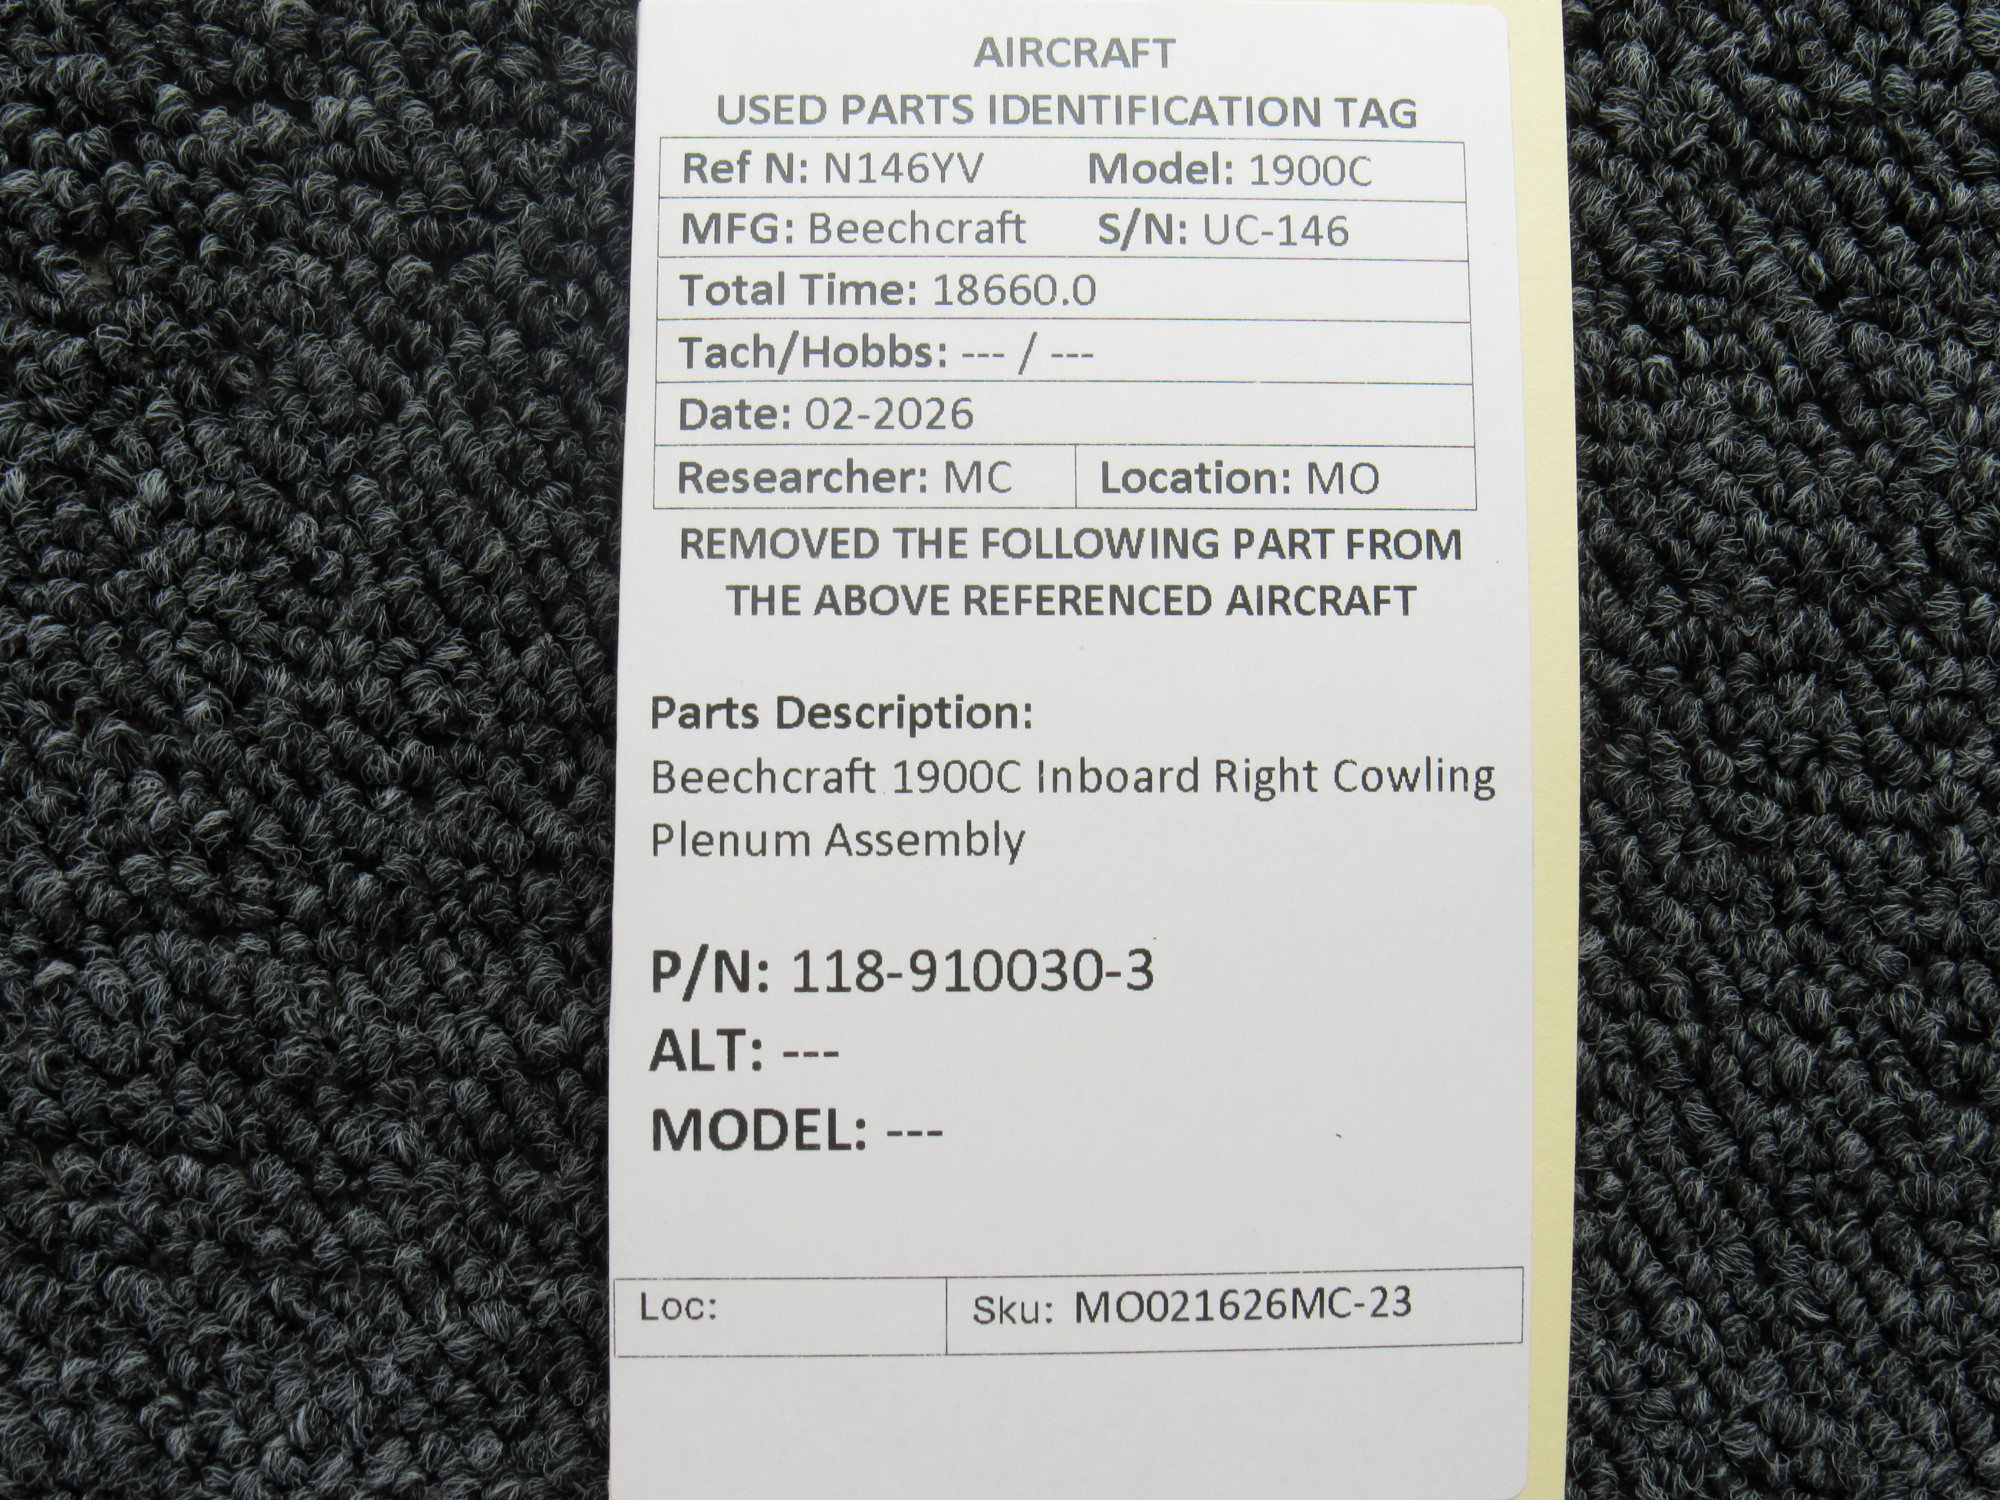 AIRCRAFT
USED PARTS IDENTIFICATION TAG
Ref N: N146YV Model: 1900C
MFG: Beechcraft S/N: UC-146
Total Time: 18660.0
Tach/Hobbs: --- / ---
Date: 02-2026
Researcher: MC Location: MO
REMOVED THE FOLLOWING PART FROM
THE ABOVE REFERENCED AIRCRAFT
Parts Description:
Beechcraft 1900C Inboard Right Cowling
Plenum Assembly
P/N: 118-910030-3
ALT: ---
MODEL: ---
Loc: Sku: MO021626MC-23